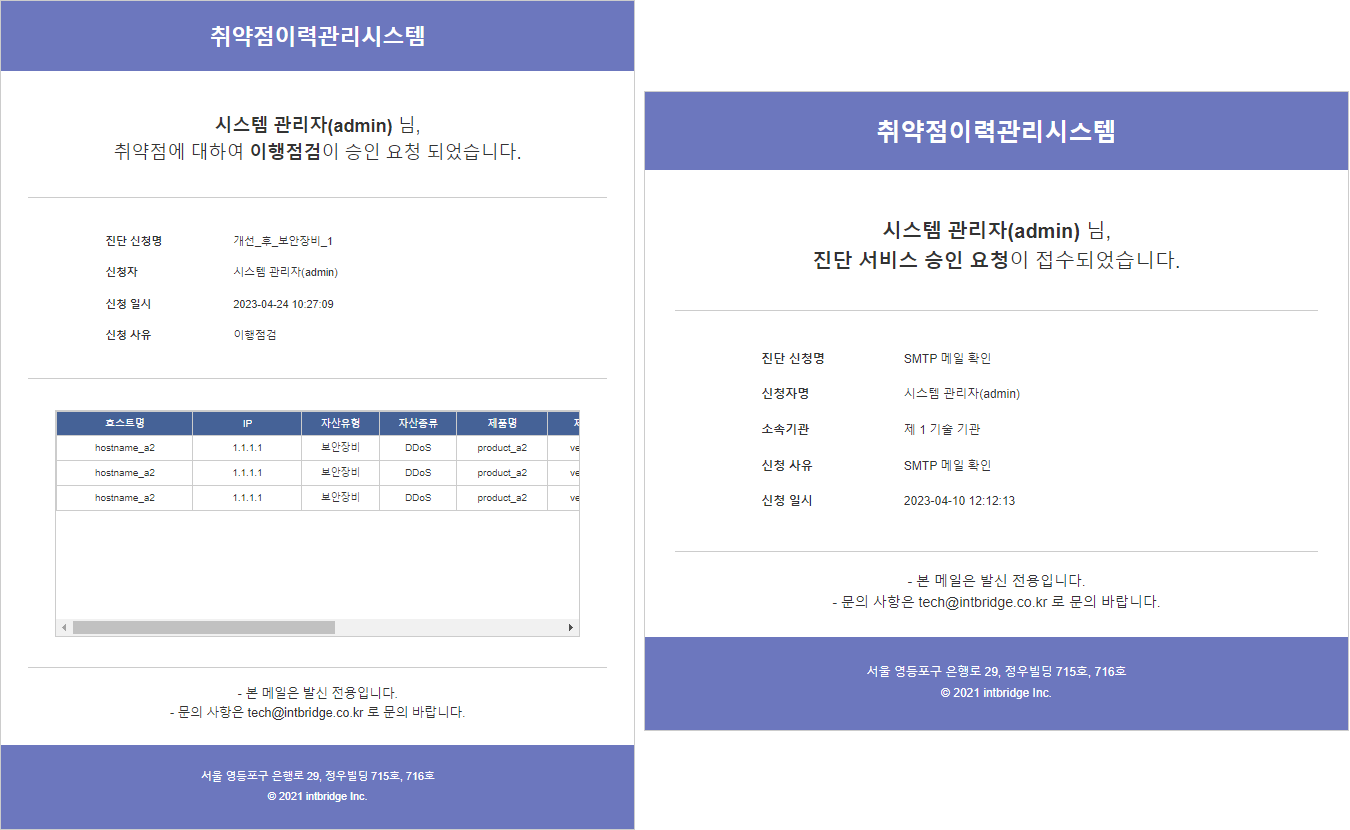 취약점이력관리시스템
시스템 관리자(admin) 님,
취약점에 대하여 이행점검이 승인 요청 되었습니다.
진단 신청명 개선_후_보안장비_1
신청자 시스템 관리자(admin)
신청 일시 2023-04-24 10:27:09
신청 사유 이행점검
호스트명 IP 자산유형 자산종류 제품명
hostname_a2 1.1.1.1 보안장비 DDoS product_a2 ve
hostname_a2 1.1.1.1 보안장비 DDoS product_a2 ve
hostname_a2 1.1.1.1 보안장비 DDoS product_a2 ve
- 본 메일은 발신 전용입니다.
- 문의 사항은 tech@intbridge.co.kr 로 문의 바랍니다.
서울 영등포구 은행로 29, 정우빌딩 715호, 716호
© 2021 intbridge Inc.
취약점이력관리시스템
시스템 관리자(admin) 님,
진단 서비스 승인 요청이 접수되었습니다.
진단 신청명 SMTP 메일 확인
신청자명 시스템 관리자(admin)
소속기관 제 1 기술 기관
신청 사유 SMTP 메일 확인
신청 일시 2023-04-10 12:12:13
- 본 메일은 발신 전용입니다.
- 문의 사항은 tech@intbridge.co.kr 로 문의 바랍니다.
서울 영등포구 은행로 29, 정우빌딩 715호, 716호
© 2021 intbridge Inc.